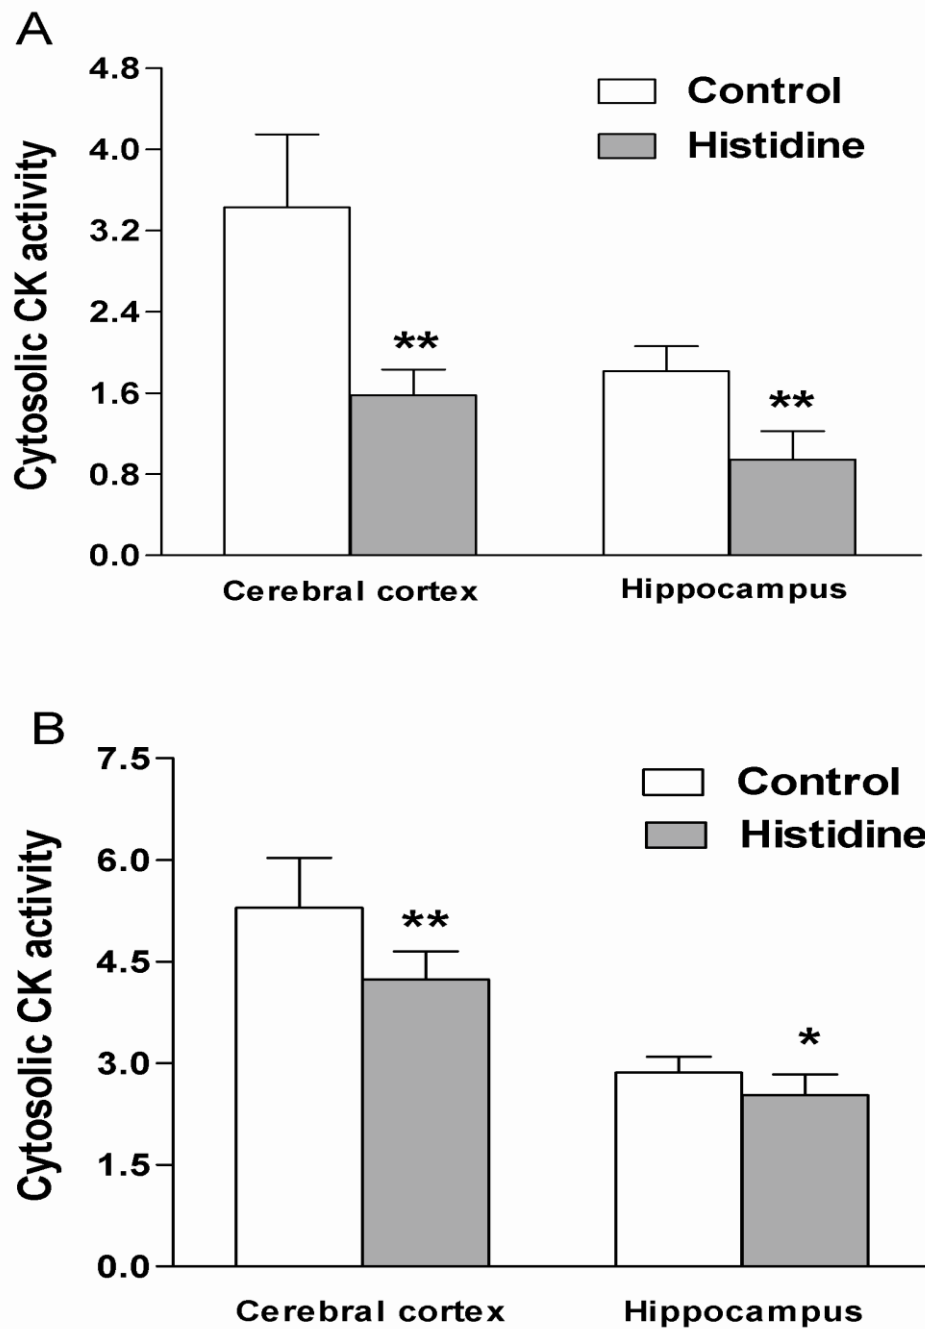 A
4.8
4.0
3.2
2.4
1.6
0.8
0.0
Cytosolic CK activity
Control
Histidine
**
**
Cerebral cortex
Hippocampus
B
7.5
6.0
4.5
3.0
1.5
0.0
Cytosolic CK activity
Control
Histidine
**
*
Cerebral cortex
Hippocampus